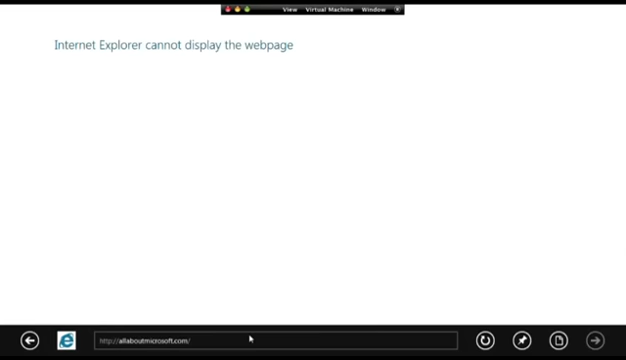 View Virtual Machine Window
Internet Explorer cannot display the webpage
http://allaboutmicrosoft.com/